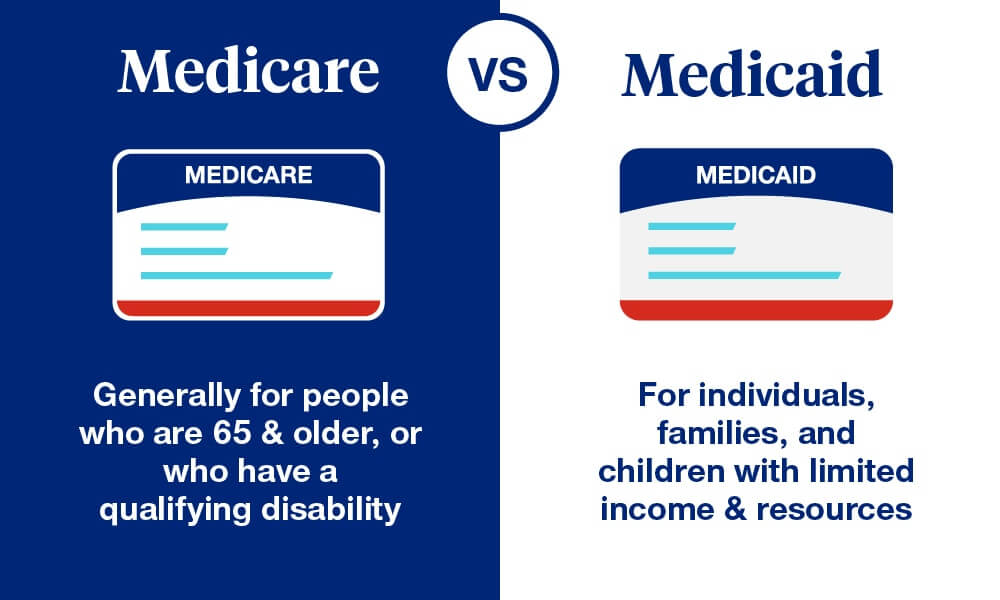 Medicare
VS
Medicaid
MEDICARE
MEDICAID
Generally for people
who are 65 & older, or
who have a
qualifying disability
For individuals,
families, and
children with limited
income & resources